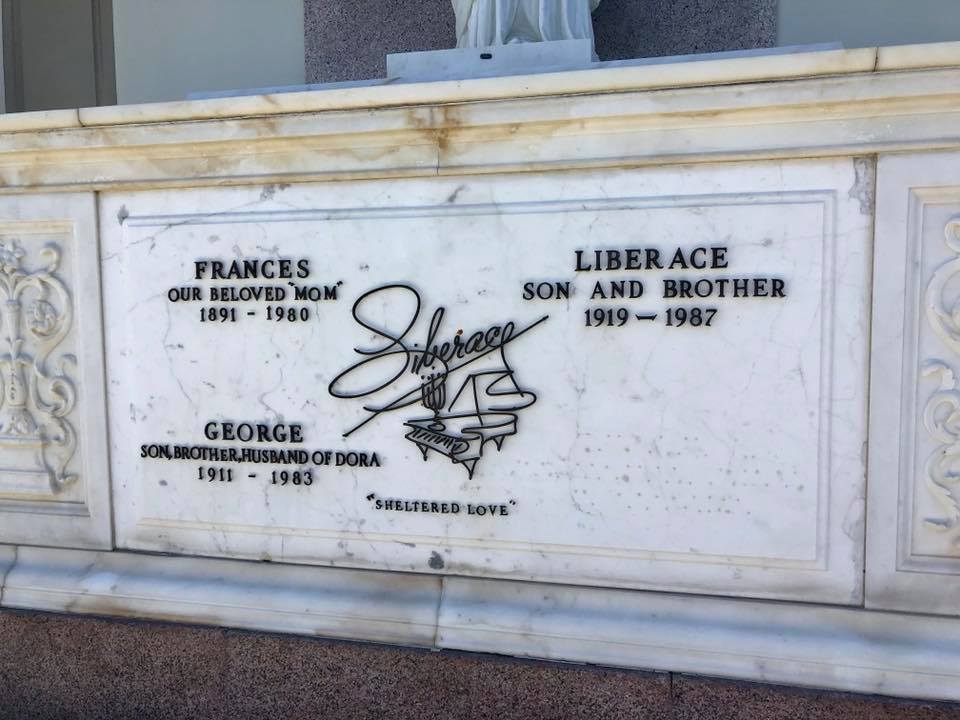 FRANCES
OUR BELOVED "MOM"
1891 - 1980
LIBERACE
SON AND BROTHER
1919 - 1987
Liberace
GEORGE
SON, BROTHER, HUSBAND OF DORA
1911 - 1983
"SHELTERED LOVE"